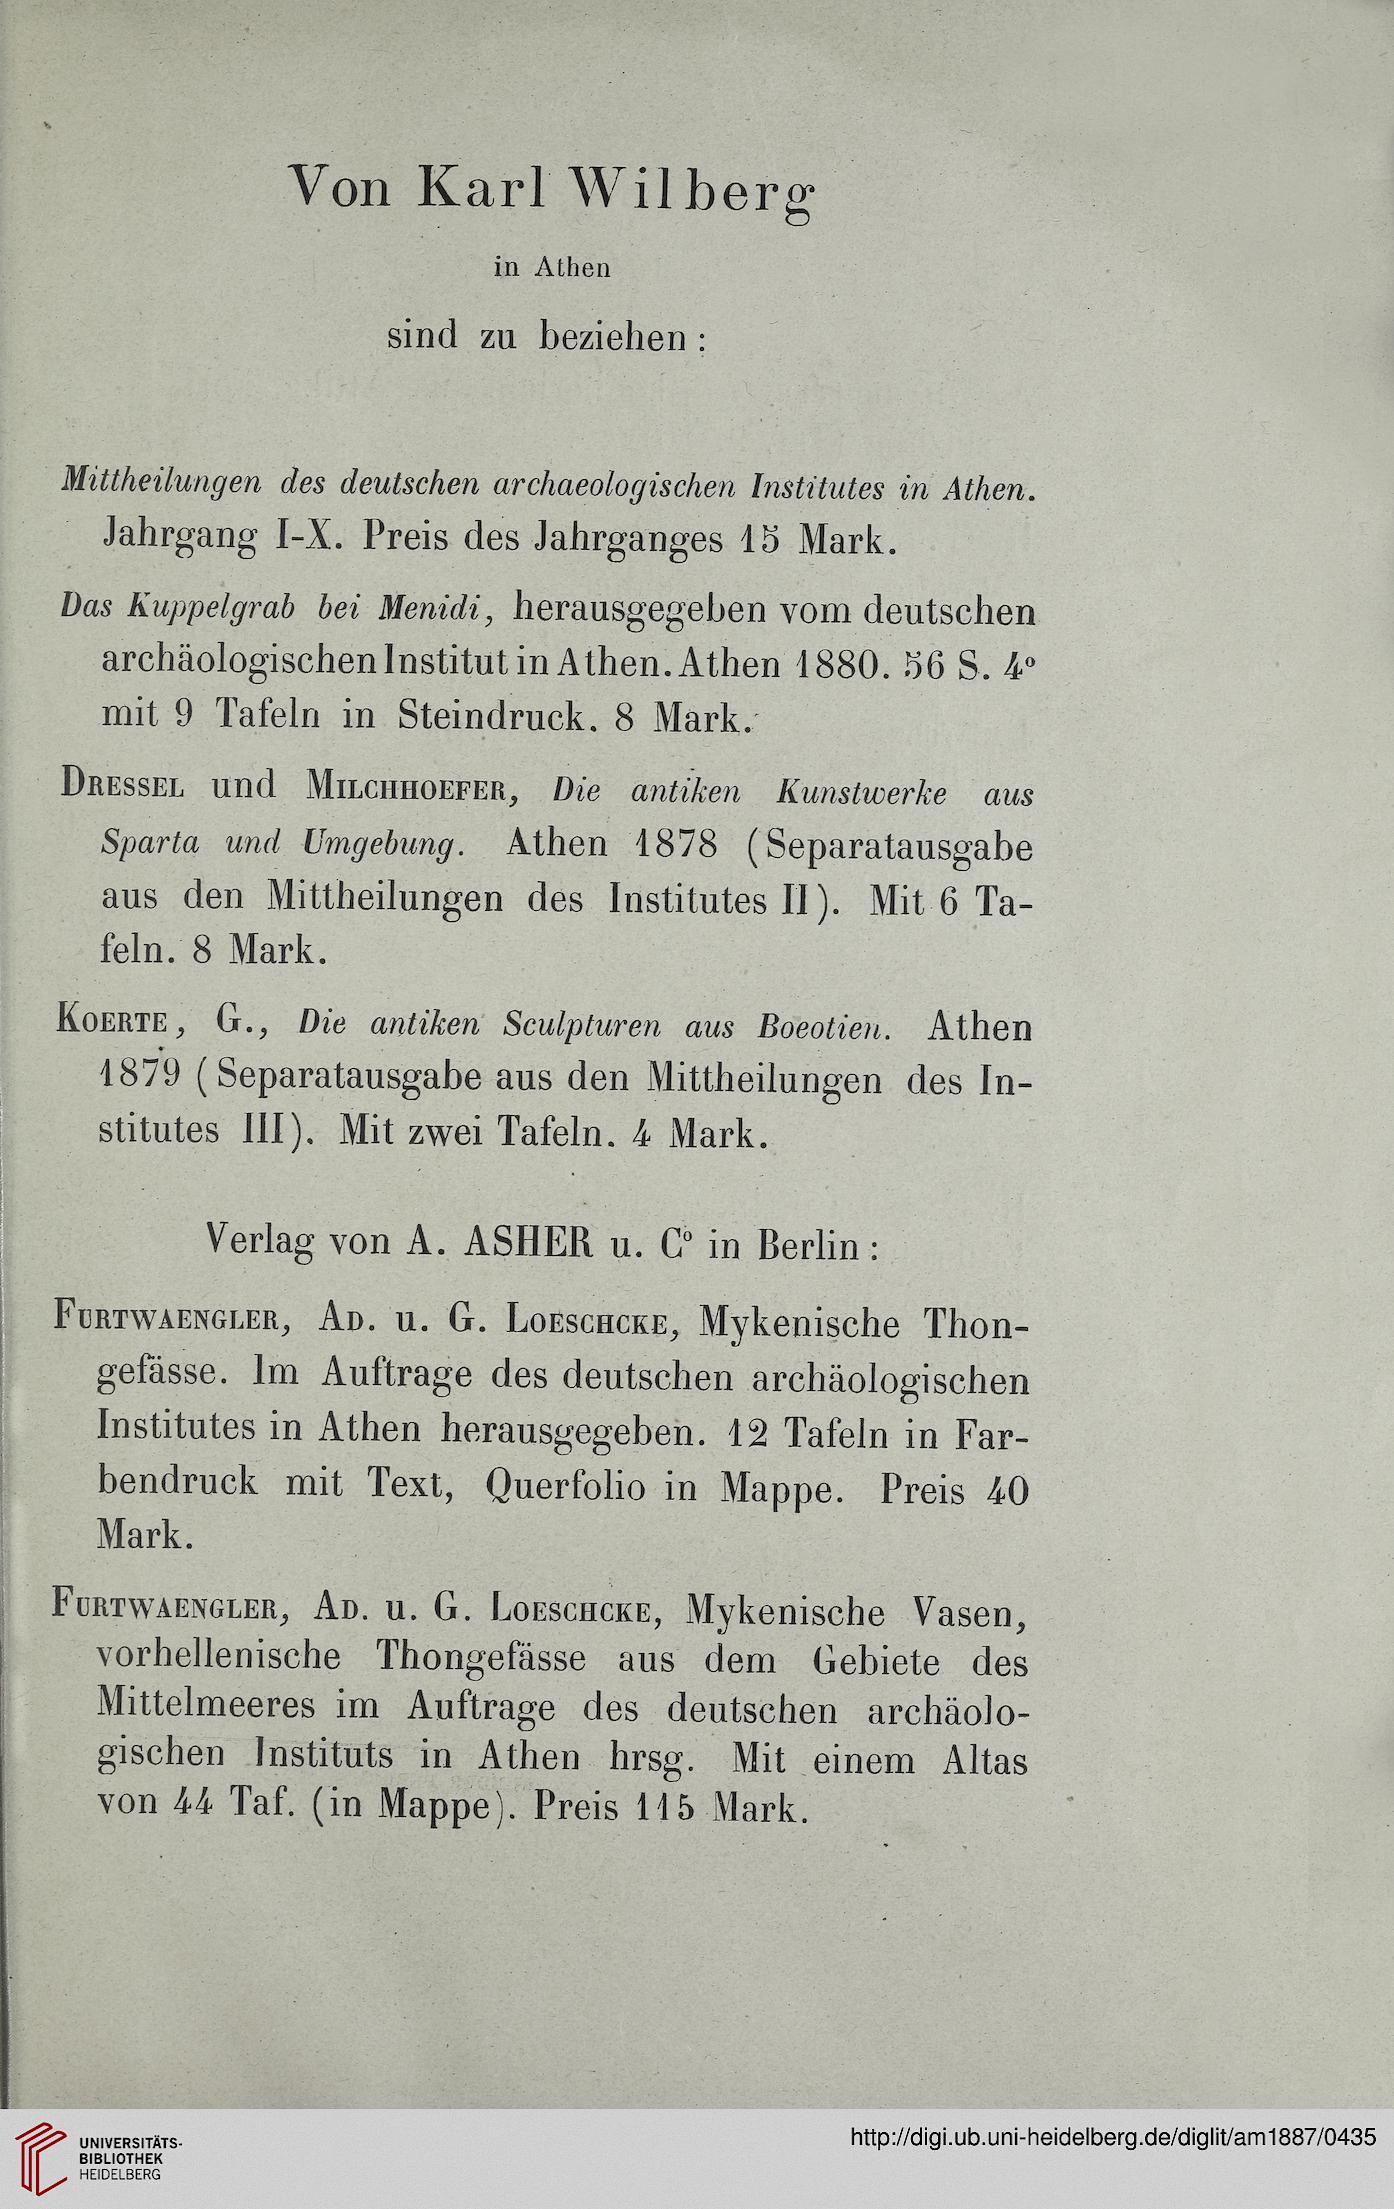 Von Karl Wilberg
in Athen
sind zu beziehen :
Mittheilungen des deutschen archaeologischen Institutes in Athen.
Jahrgang I-X. Preis des Jahrganges 15 Mark.
Das Kuppelgrab bei Menidi, herausgegeben vom deutschen
archäologischen Institut in Athen. Athen 1880. 56 S. 4°
mit 9 Tafeln in Steindruck. 8 Mark.
DRESSEL und MILCHHOEFER, Die antiken Kunstwerke aus
Sparta und Umgebung. Athen 1878 (Separatausgabe
aus den Mittheilungen des Institutes II). Mit 6 Ta-
feln. 8 Mark.
KOERTE, G., Die antiken Sculpturen aus Boeotien. Athen
1879 (Separatausgabe aus den Mittheilungen des In-
stitutes III). Mit zwei Tafeln. 4 Mark.
Verlag von A. ASHER u. C° in Berlin :
FURTWAENGLER, AD. u. G. LOESCHCKE, Mykenische Thon-
gefässe. Im Auftrage des deutschen archäologischen
Institutes in Athen herausgegeben. 12 Tafeln in Far-
bendruck mit Text, Querfolio in Mappe. Preis 40
Mark.
FURTWAENGLER, AD. u. G. LOESCHCKE, Mykenische Vasen,
vorhellenische Thongefässe aus dem Gebiete des
Mittelmeeres im Auftrage des deutschen archäolo-
gischen Instituts in Athen hrsg. Mit einem Altas
von 44 Taf. (in Mappe). Preis 115 Mark.
UNIVERSITÄTS-
BIBLIOTHEK
HEIDELBERG
http://digi.ub.uni-heidelberg.de/diglit/am1887/0435